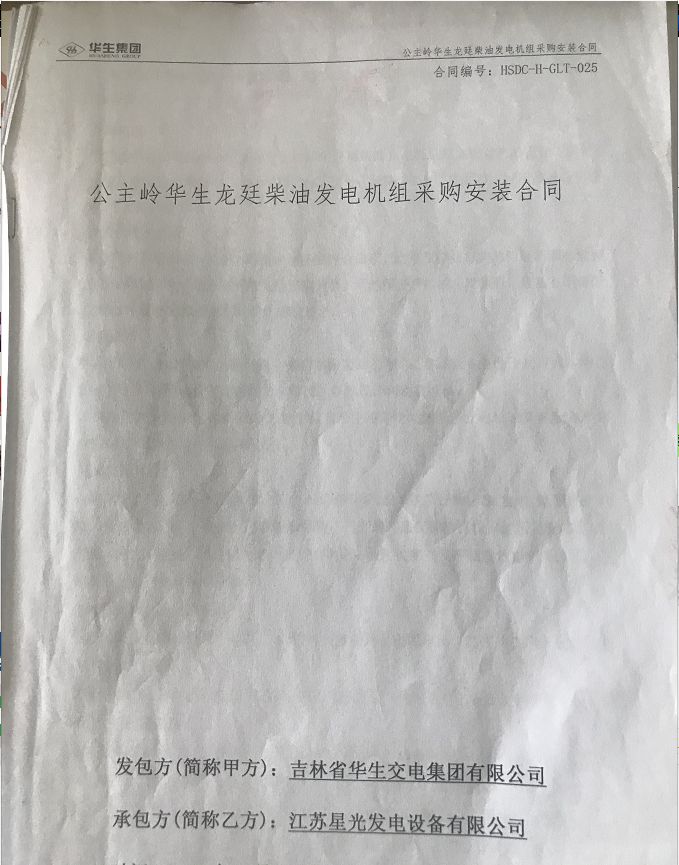 华生集团
HUASHENG GROUP
公主岭华生龙廷柴油发电机组采购安装合同
合同编号：HSDC-H-GLT-025
公主岭华生龙廷柴油发电机组采购安装合同
发包方(简称甲方)：吉林省华生交电集团有限公司
承包方(简称乙方)：江苏星光发电设备有限公司